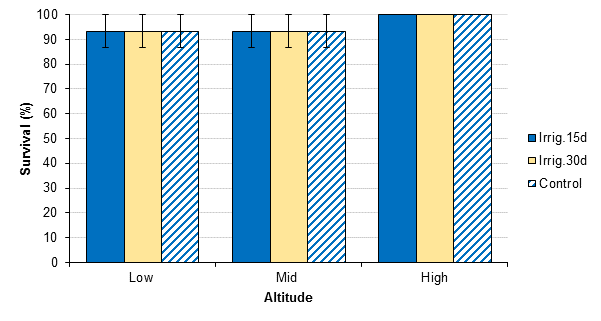 100
90
80
70
60
50
40
30
20
10
0
Survival (%)
Low Mid High
Altitude
Irrig.15d
Irrig.30d
Control